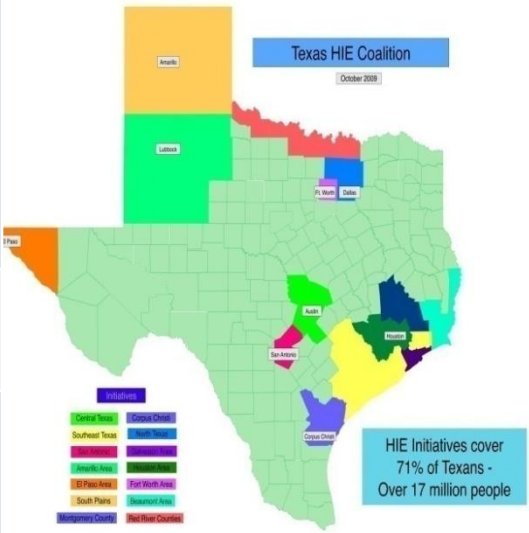 Texas HIE Coalition
October 2009
Amarillo
Lubbock
Ft. Worth
Dallas
El Paso
Austin
Houston
San Antonio
Corpus Christi
Initiatives
Central Texas
Corpus Christi
Southeast Texas
North Texas
San Antonio
Galveston Area
Amarillo Area
Houston Area
El Paso Area
Fort Worth Area
South Plains
Beaumont Area
Montgomery County
Red River Counties
HIE Initiatives cover
71% of Texans -
Over 17 million people